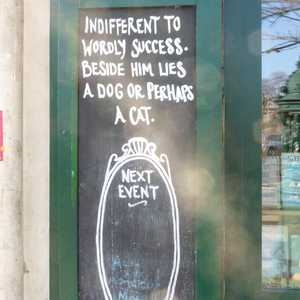 INDIFFERENT TO
WORDLY SUCCESS.
BESIDE HIM LIES
A DOG OR PERHAPS
A CAT.
NEXT
EVENT